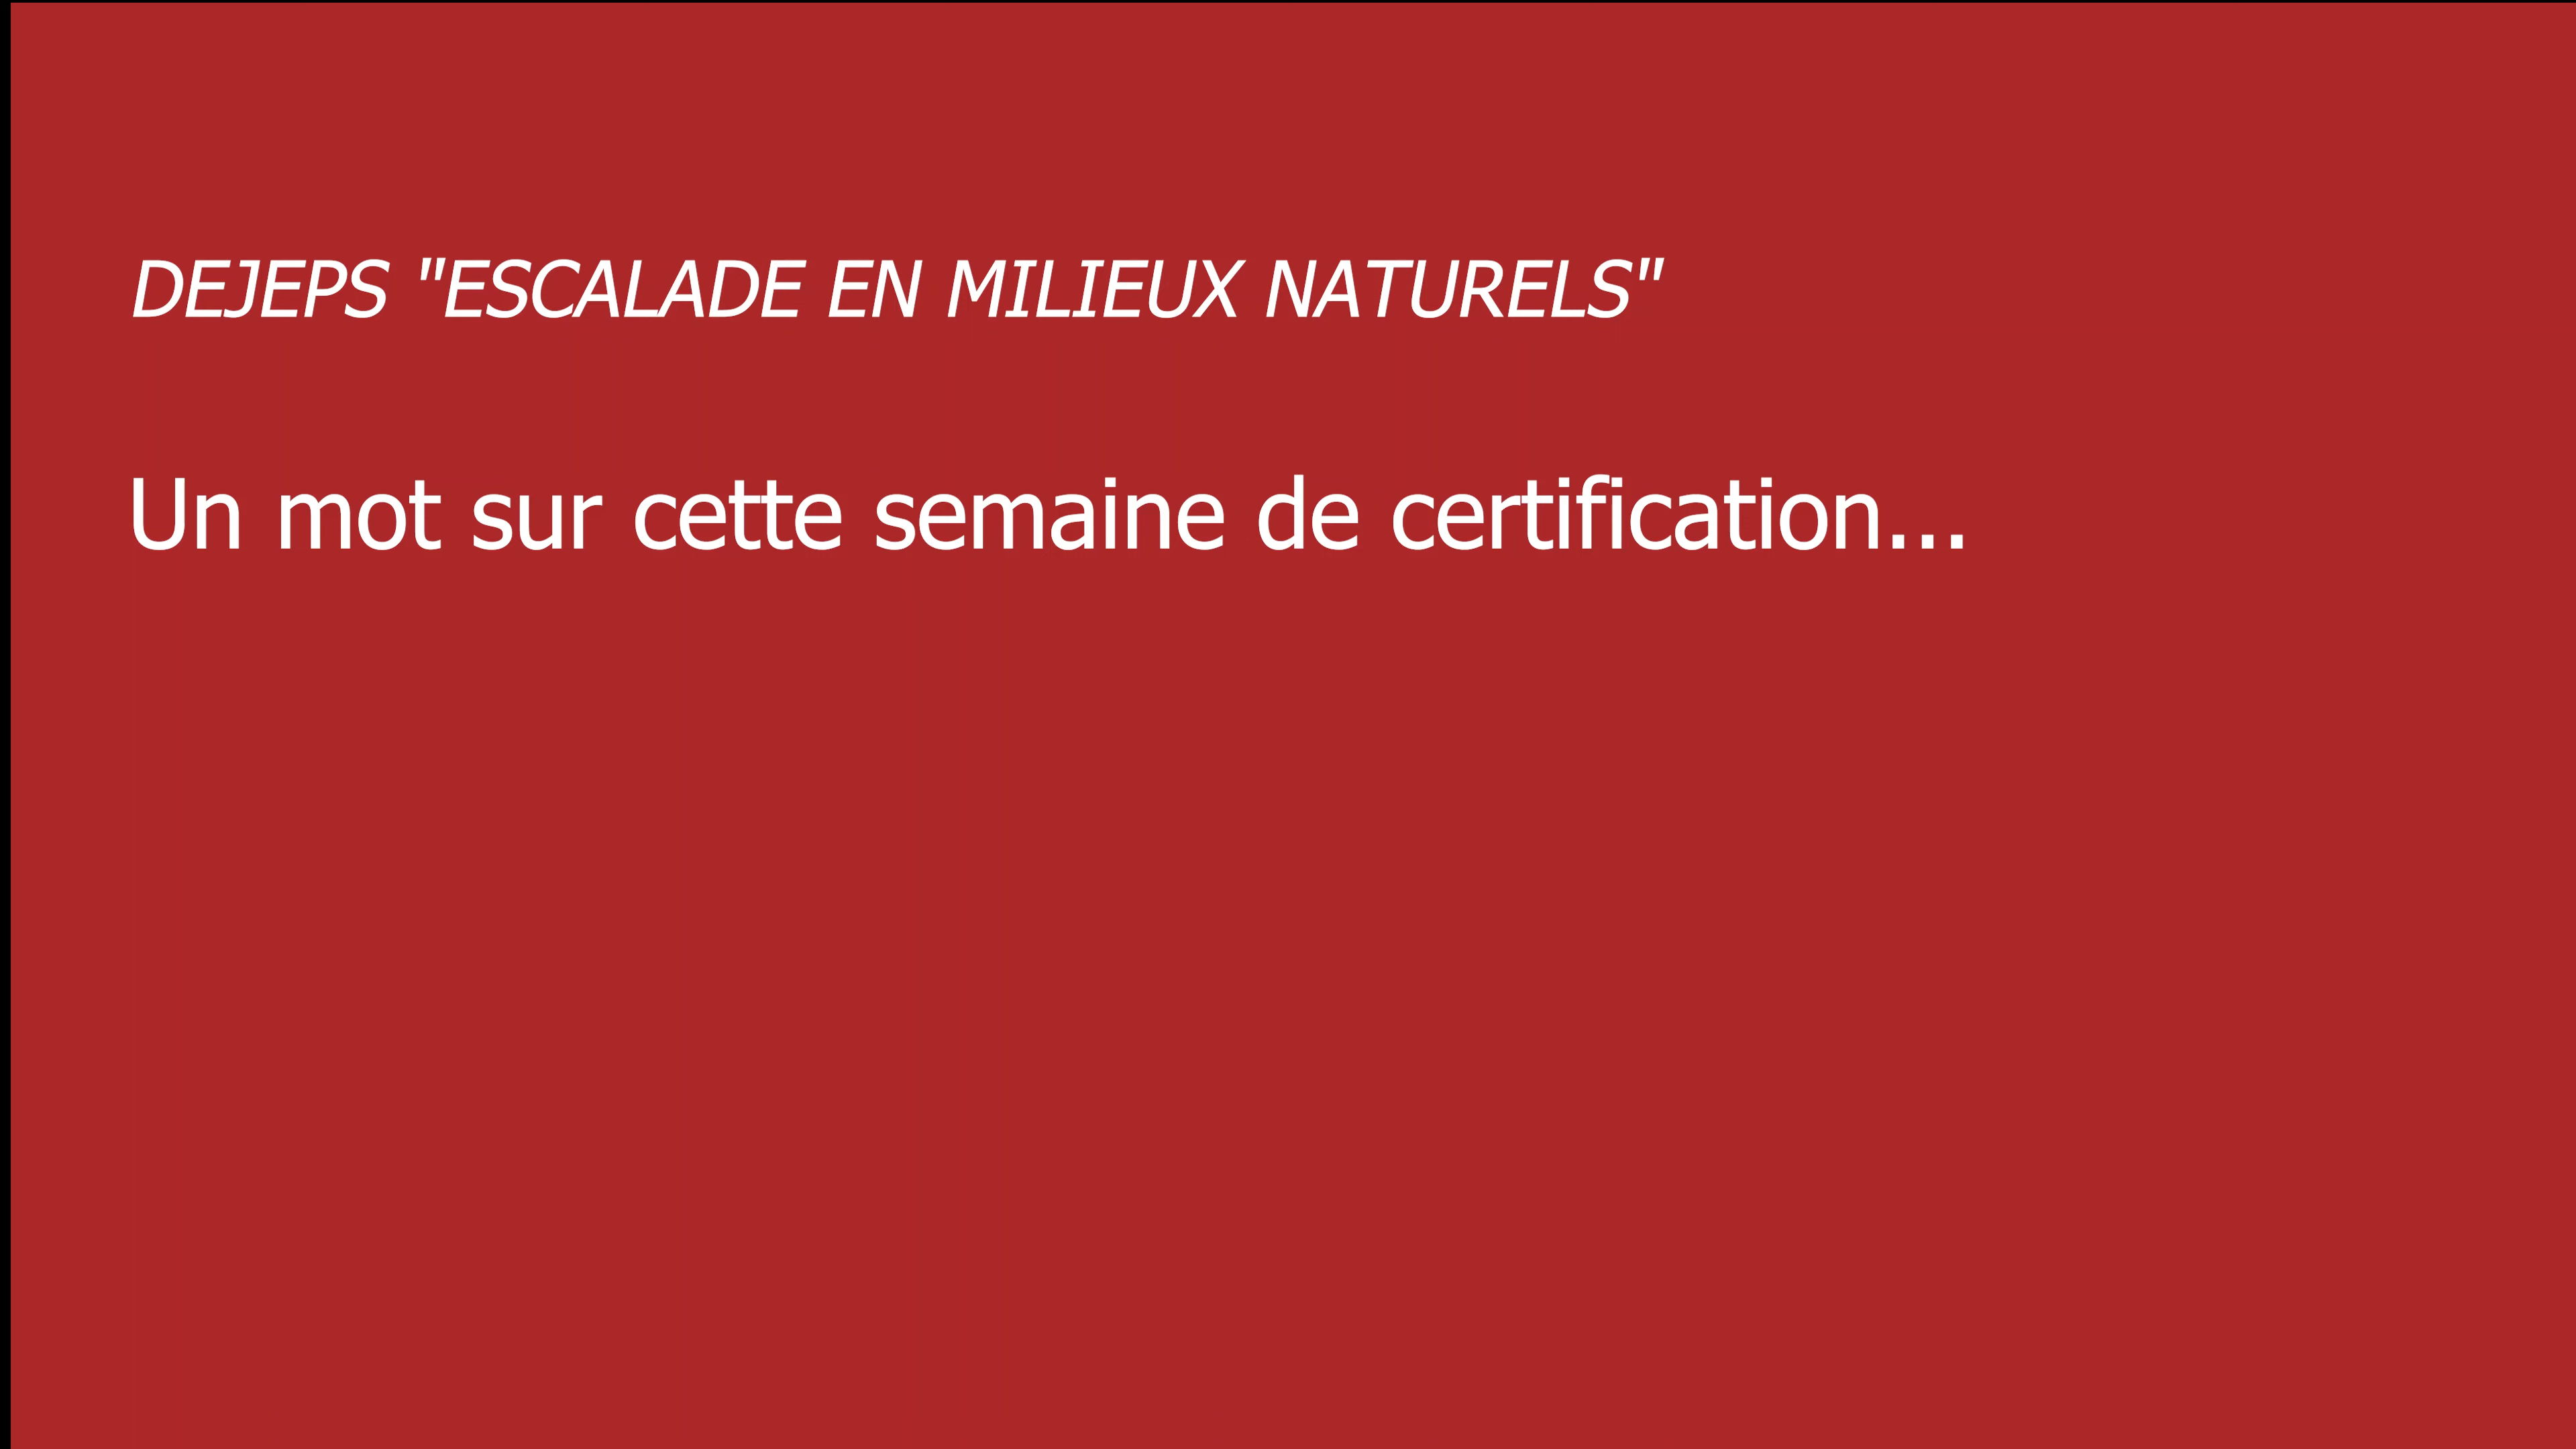 DEJEPS "ESCALADE EN MILIEUX NATURELS"
Un mot sur cette semaine de certification...